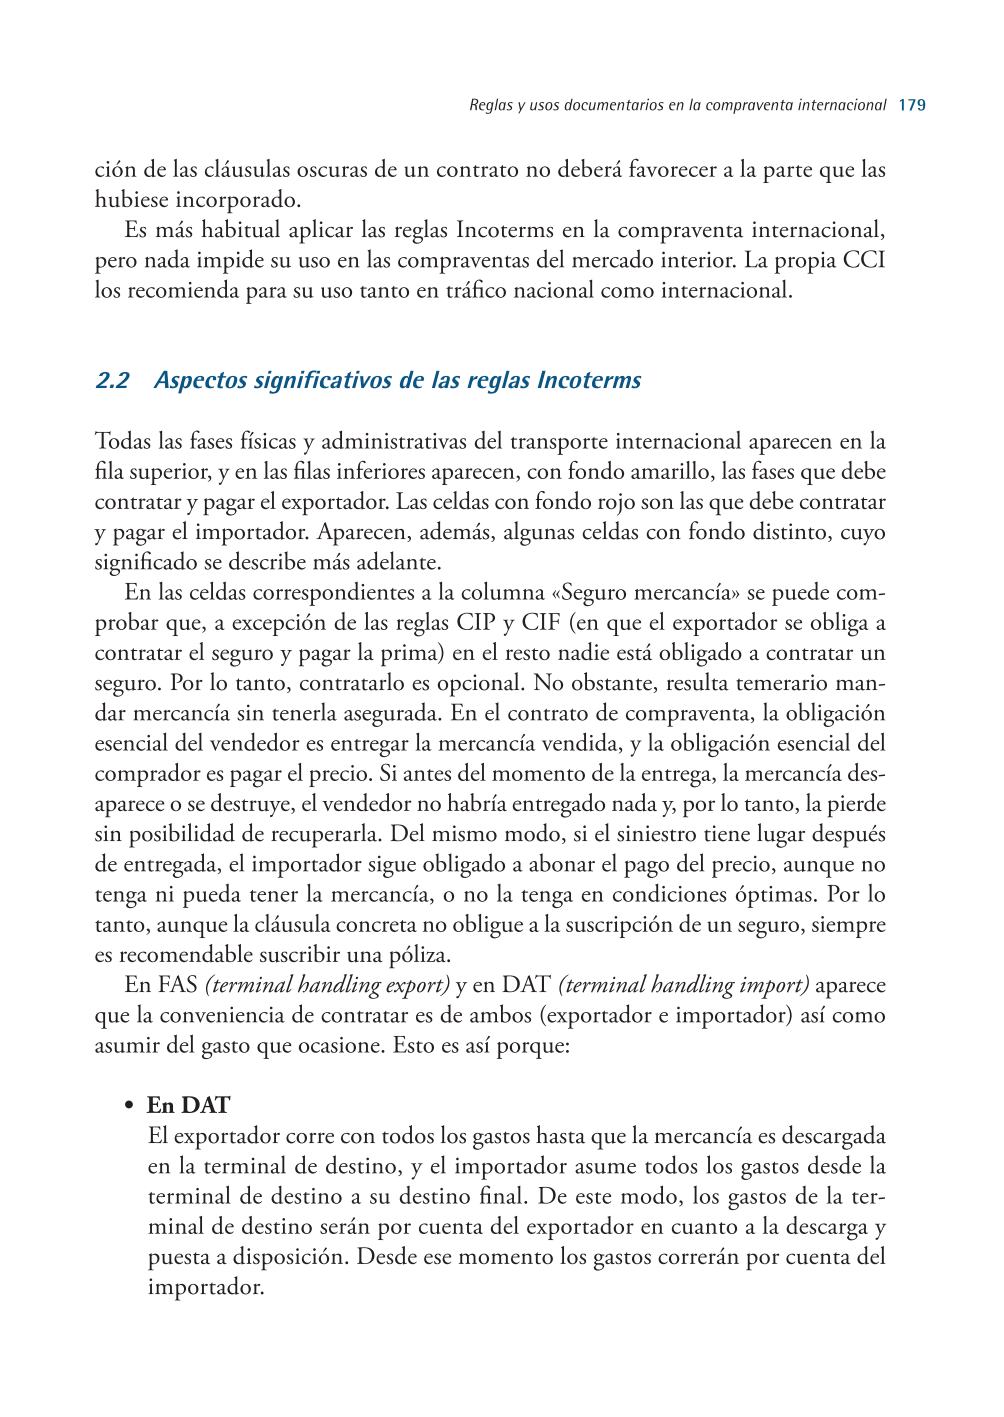 Reglas y usos documentarios en la compraventa internacional 179
ción de las cláusulas oscuras de un contrato no deberá favorecer a la parte que las
hubiese incorporado.
Es más habitual aplicar las reglas Incoterms en la compraventa internacional,
pero nada impide su uso en las compraventas del mercado interior. La propia CCI
los recomienda para su uso tanto en tráfico nacional como internacional.
2.2 Aspectos significativos de las reglas Incoterms
Todas las fases físicas y administrativas del transporte internacional aparecen en la
fila superior, y en las filas inferiores aparecen, con fondo amarillo, las fases que debe
contratar y pagar el exportador. Las celdas con fondo rojo son las que debe contratar
y pagar el importador. Aparecen, además, algunas celdas con fondo distinto, cuyo
significado se describe más adelante.
En las celdas correspondientes a la columna «Seguro mercancía» se puede com-
probar que, a excepción de las reglas CIP y CIF (en que el exportador se obliga a
contratar el seguro y pagar la prima) en el resto nadie está obligado a contratar un
seguro. Por lo tanto, contratarlo es opcional. No obstante, resulta temerario man-
dar mercancía sin tenerla asegurada. En el contrato de compraventa, la obligación
esencial del vendedor es entregar la mercancía vendida, y la obligación esencial del
comprador es pagar el precio. Si antes del momento de la entrega, la mercancía des-
aparece o se destruye, el vendedor no habría entregado nada y, por lo tanto, la pierde
sin posibilidad de recuperarla. Del mismo modo, si el siniestro tiene lugar después
de entregada, el importador sigue obligado a abonar el pago del precio, aunque no
tenga ni pueda tener la mercancía, o no la tenga en condiciones óptimas. Por lo
tanto, aunque la cláusula concreta no obligue a la suscripción de un seguro, siempre
es recomendable suscribir una póliza.
En FAS (terminal handling export) y en DAT (terminal handling import) aparece
que la conveniencia de contratar es de ambos (exportador e importador) así como
asumir del gasto que ocasione. Esto es así porque:
• En DAT
El exportador corre con todos los gastos hasta que la mercancía es descargada
en la terminal de destino, y el importador asume todos los gastos desde la
terminal de destino a su destino final. De este modo, los gastos de la ter-
minal de destino serán por cuenta del exportador en cuanto a la descarga y
puesta a disposición. Desde ese momento los gastos correrán por cuenta del
importador.